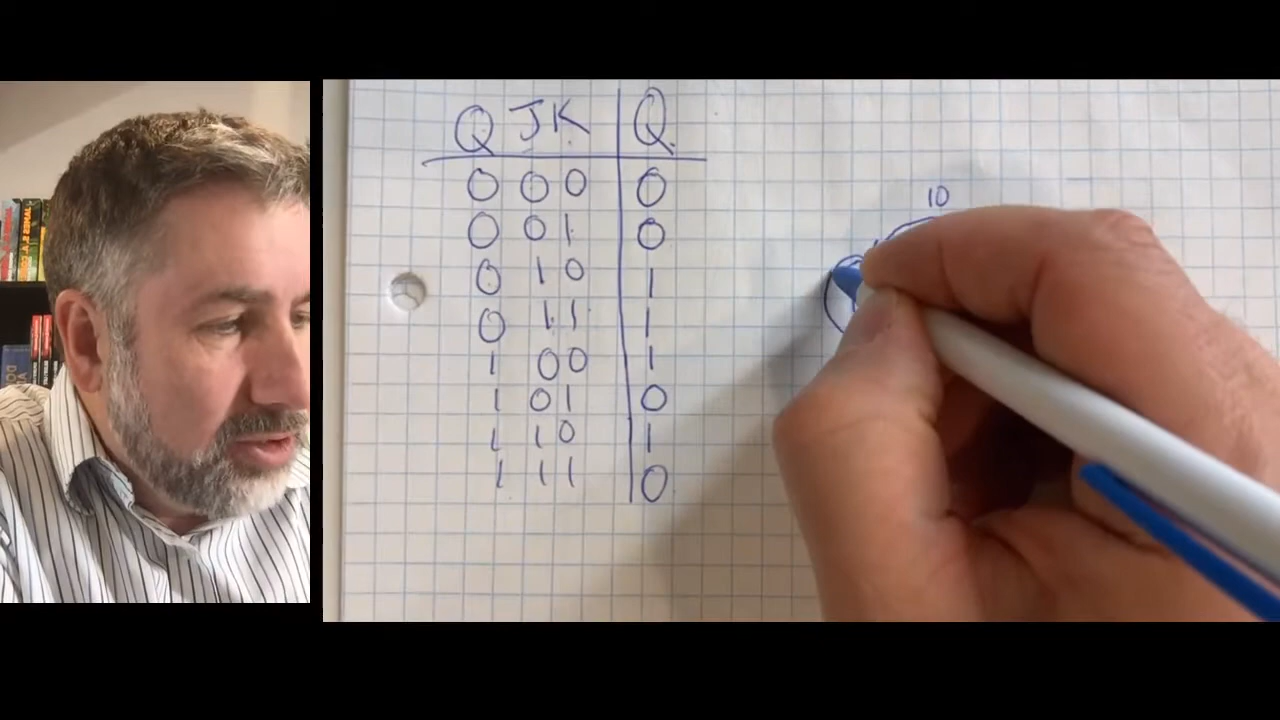 Q J K Q
0 0 0 0
0 0 1 0
0 1 0 1
0 1 1 1
1 0 0 1
1 0 1 0
1 1 0 1
1 1 1 0
10